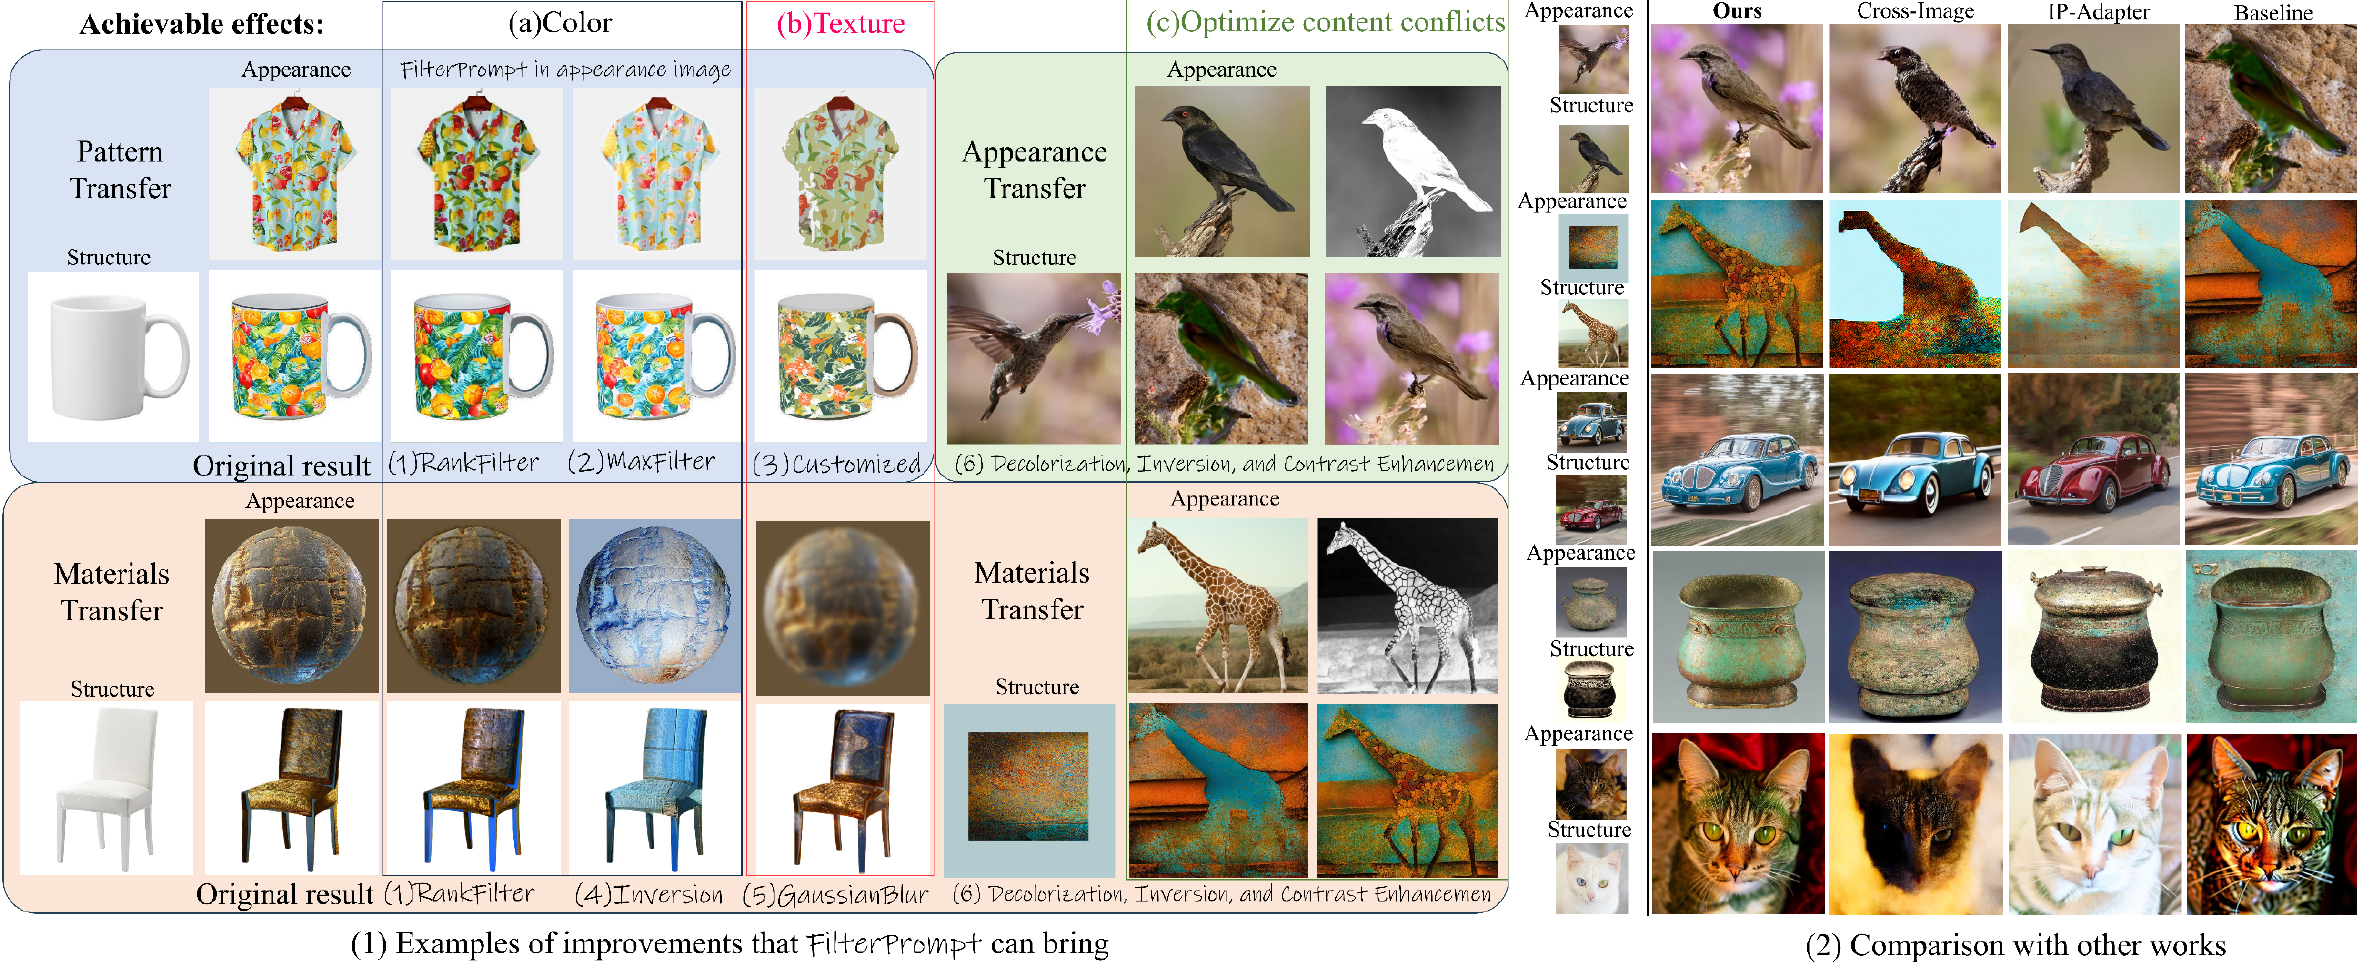 Achievable effects:
(a)Color
(b)Texture
(c)Optimize content conflicts
Appearance
FilterPrompt in appearance image
Pattern
Transfer
Structure
Original result
(1)RankFilter
(2)MaxFilter
(3)Customized
Appearance
Appearance
Transfer
Structure
(6) Decolorization, Inversion, and Contrast Enhancemen
Appearance
Materials
Transfer
Structure
Original result
(1)RankFilter
(4)Inversion
(5)GaussianBlur
Appearance
Materials
Transfer
Structure
(6) Decolorization, Inversion, and Contrast Enhancemen
(1) Examples of improvements that FilterPrompt can bring
Appearance
Structure
Appearance
Structure
Appearance
Structure
Appearance
Structure
Appearance
Structure
Ours
Cross-Image
IP-Adapter
Baseline
(2) Comparison with other works